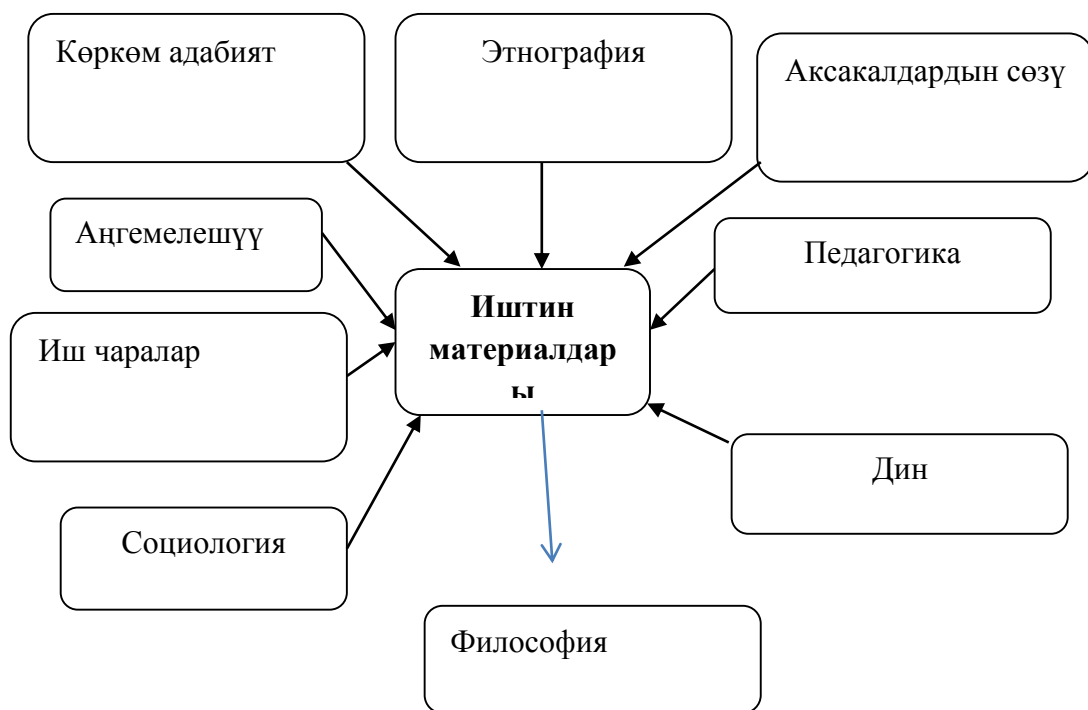 Көркөм адабият
Этнография
Аксакалдардын сөзү
Аңгемелешүү
Педагогика
Иштин
материалдар
ы
Иш чаралар
Дин
Социология
Философия